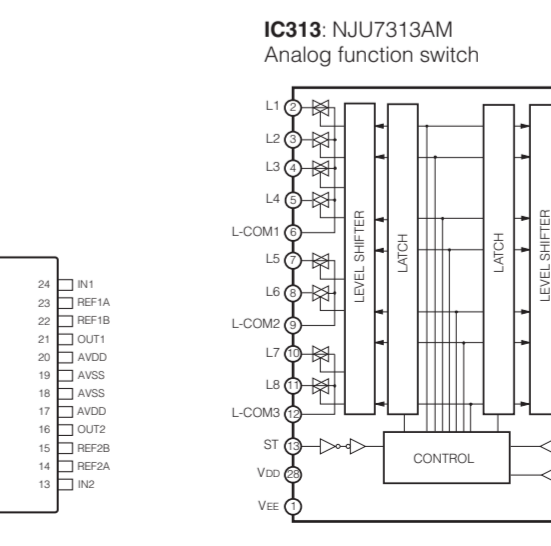 IC313: NJU7313AM
Analog function switch
24 IN1
23 REF1A
22 REF1B
21 OUT1
20 AVDD
19 AVSS
18 AVSS
17 AVDD
16 OUT2
15 REF2B
14 REF2A
13 IN2
L1 2
L2 3
L3 4
L4 5
L-COM1 6
L5 7
L6 8
L-COM2 9
L7 10
L8 11
L-COM3 12
ST 13
VDD 28
VEE 1
LEVEL SHIFTER
LATCH
LATCH
LEVEL SHIFTER
CONTROL